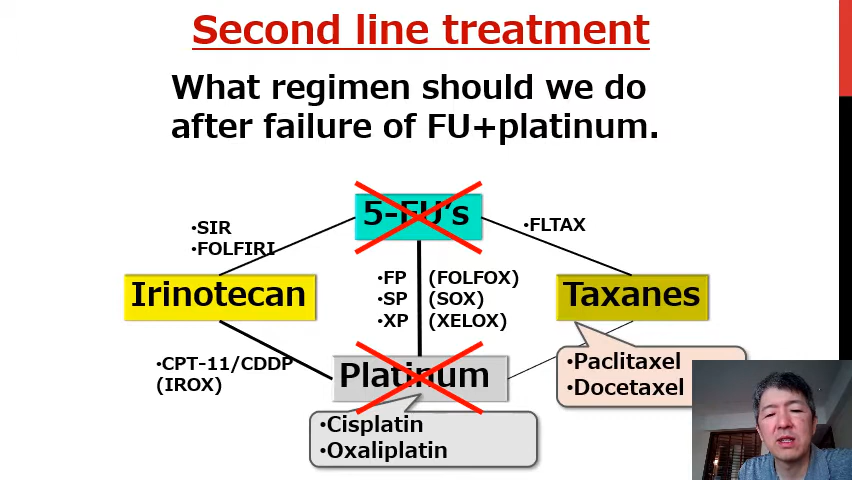 Second line treatment
What regimen should we do
after failure of FU+platinum.
5-FU's
•SIR
•FOLFIRI
•FLTAX
•FP (FOLFOX)
•SP (SOX)
•XP (XELOX)
Irinotecan
Taxanes
•CPT-11/CDDP
(IROX)
Platinum
•Paclitaxel
•Docetaxel
•Cisplatin
•Oxaliplatin